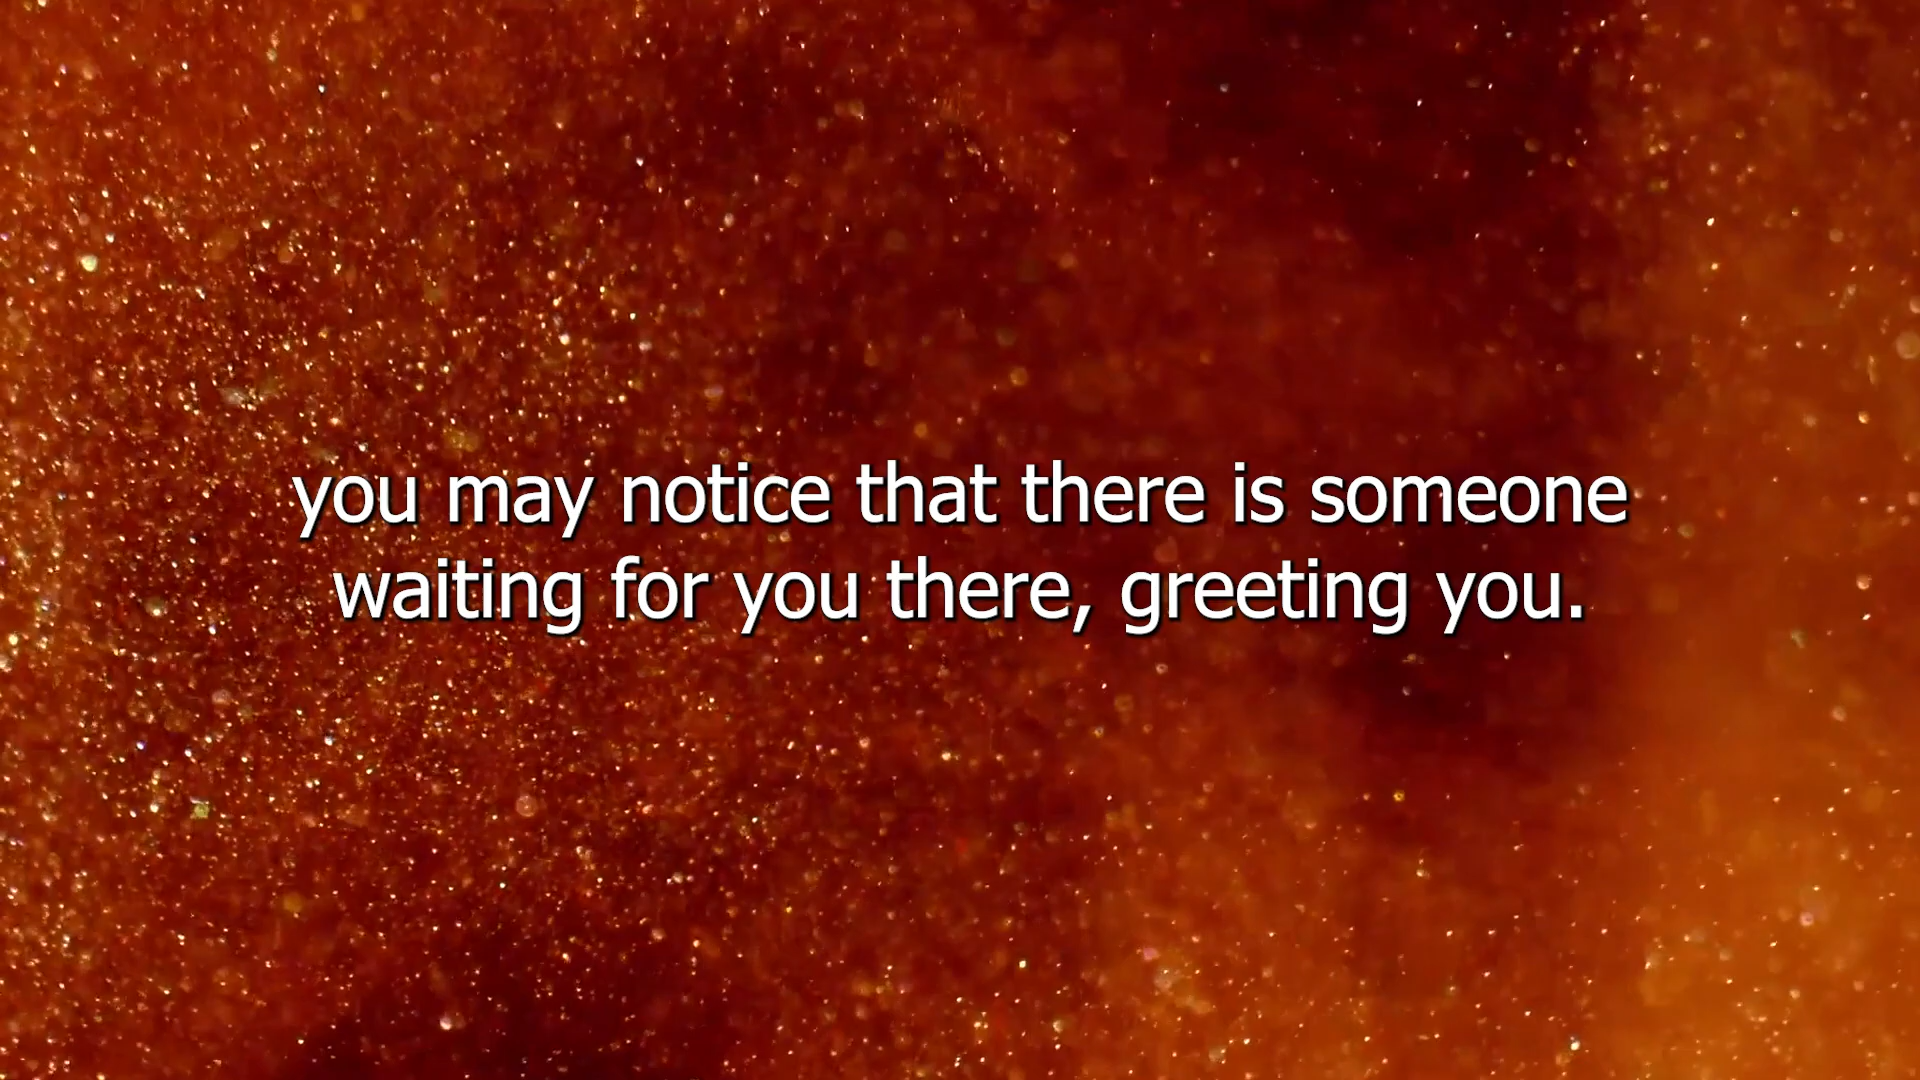 you may notice that there is someone
waiting for you there, greeting you.